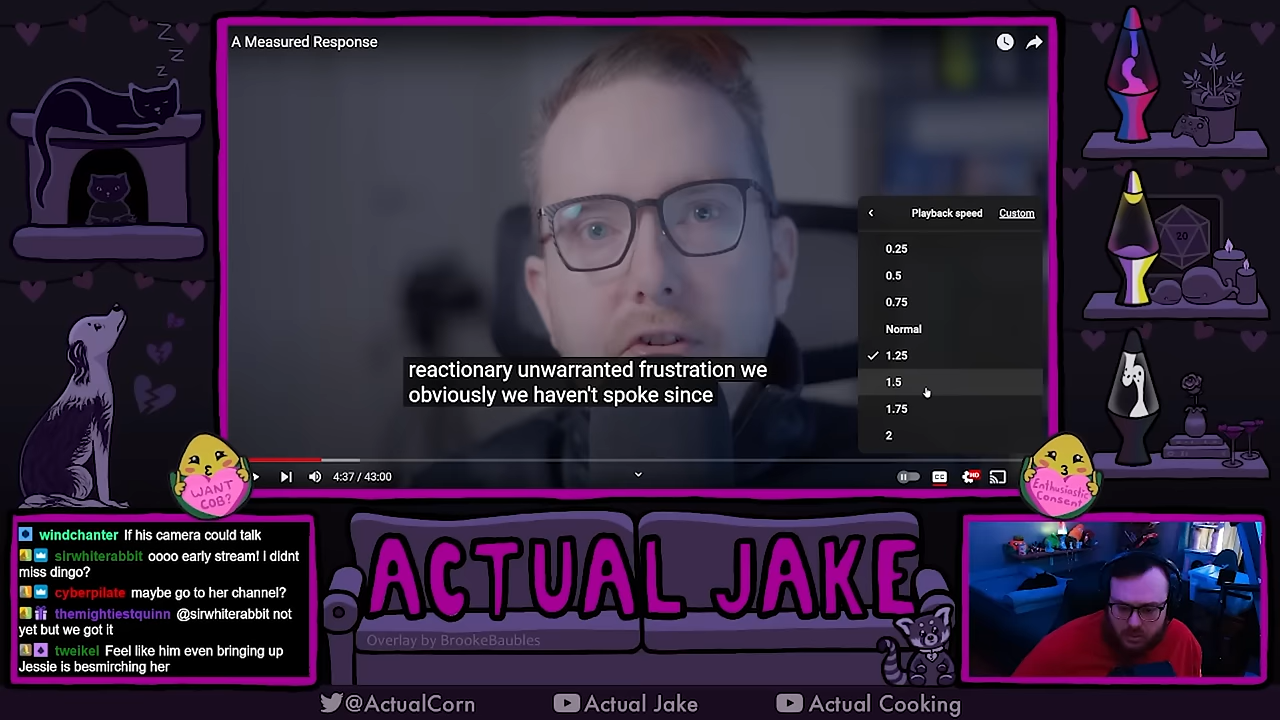 A Measured Response
Playback speed
Custom
0.25
0.5
0.75
Normal
1.25
1.5
1.75
2
reactionary unwarranted frustration we
obviously we haven't spoke since
4:37 / 43:00
CC
HD
20
WANT
COB?
Enthusiastic
Consent
windchanter If his camera could talk
sirwhiterabbit oooo early stream! I didnt
miss dingo?
cyberpilate maybe go to her channel?
themightiestquinn @sirwhiterabbit not
yet but we got it
tweikel Feel like him even bringing up
Jessie is besmirching her
ACTUAL JAKE
Overlay by BrookeBaubles
@ActualCorn
Actual Jake
Actual Cooking
Z
Z
Z